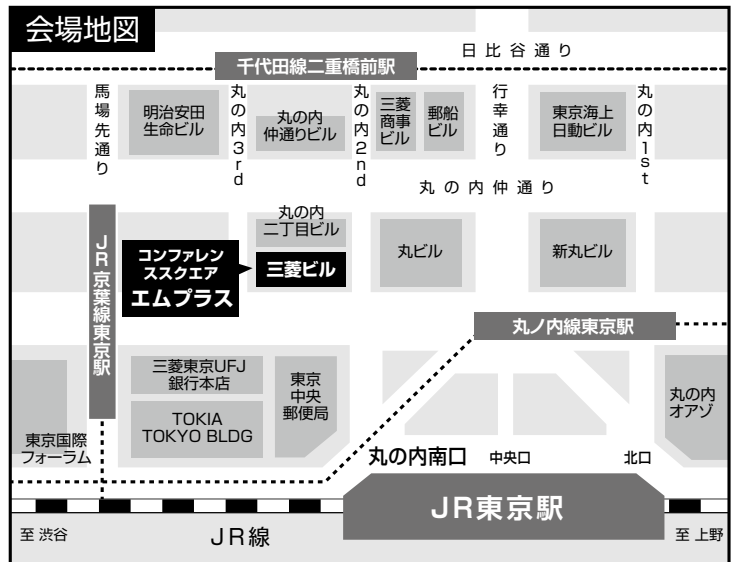 会場地図
日比谷通り
千代田線二重橋前駅
馬場先通り
明治安田
生命ビル
丸の内3rd
丸の内
仲通りビル
丸の内2nd
三菱
商事
ビル
郵船
ビル
行幸通り
東京海上
日動ビル
丸の内1st
丸の内仲通り
JR京葉線東京駅
コンファレン
ススクエア
エムプラス
丸の内
二丁目ビル
三菱ビル
丸ビル
新丸ビル
丸ノ内線東京駅
三菱東京UFJ
銀行本店
TOKIA
TOKYO BLDG
東京
中央
郵便局
丸の内
オアゾ
東京国際
フォーラム
丸の内南口
中央口
北口
JR東京駅
至 渋谷
JR線
至 上野